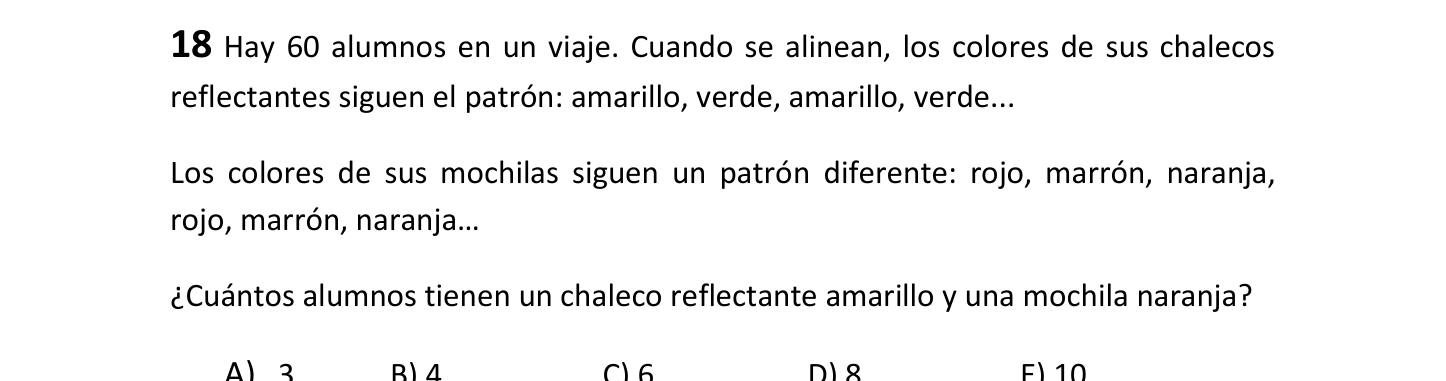 18 Hay 60 alumnos en un viaje. Cuando se alinean, los colores de sus chalecos
reflectantes siguen el patrón: amarillo, verde, amarillo, verde...
Los colores de sus mochilas siguen un patrón diferente: rojo, marrón, naranja,
rojo, marrón, naranja...
¿Cuántos alumnos tienen un chaleco reflectante amarillo y una mochila naranja?
A) 3 B) 4 C) 6 D) 8 E) 10